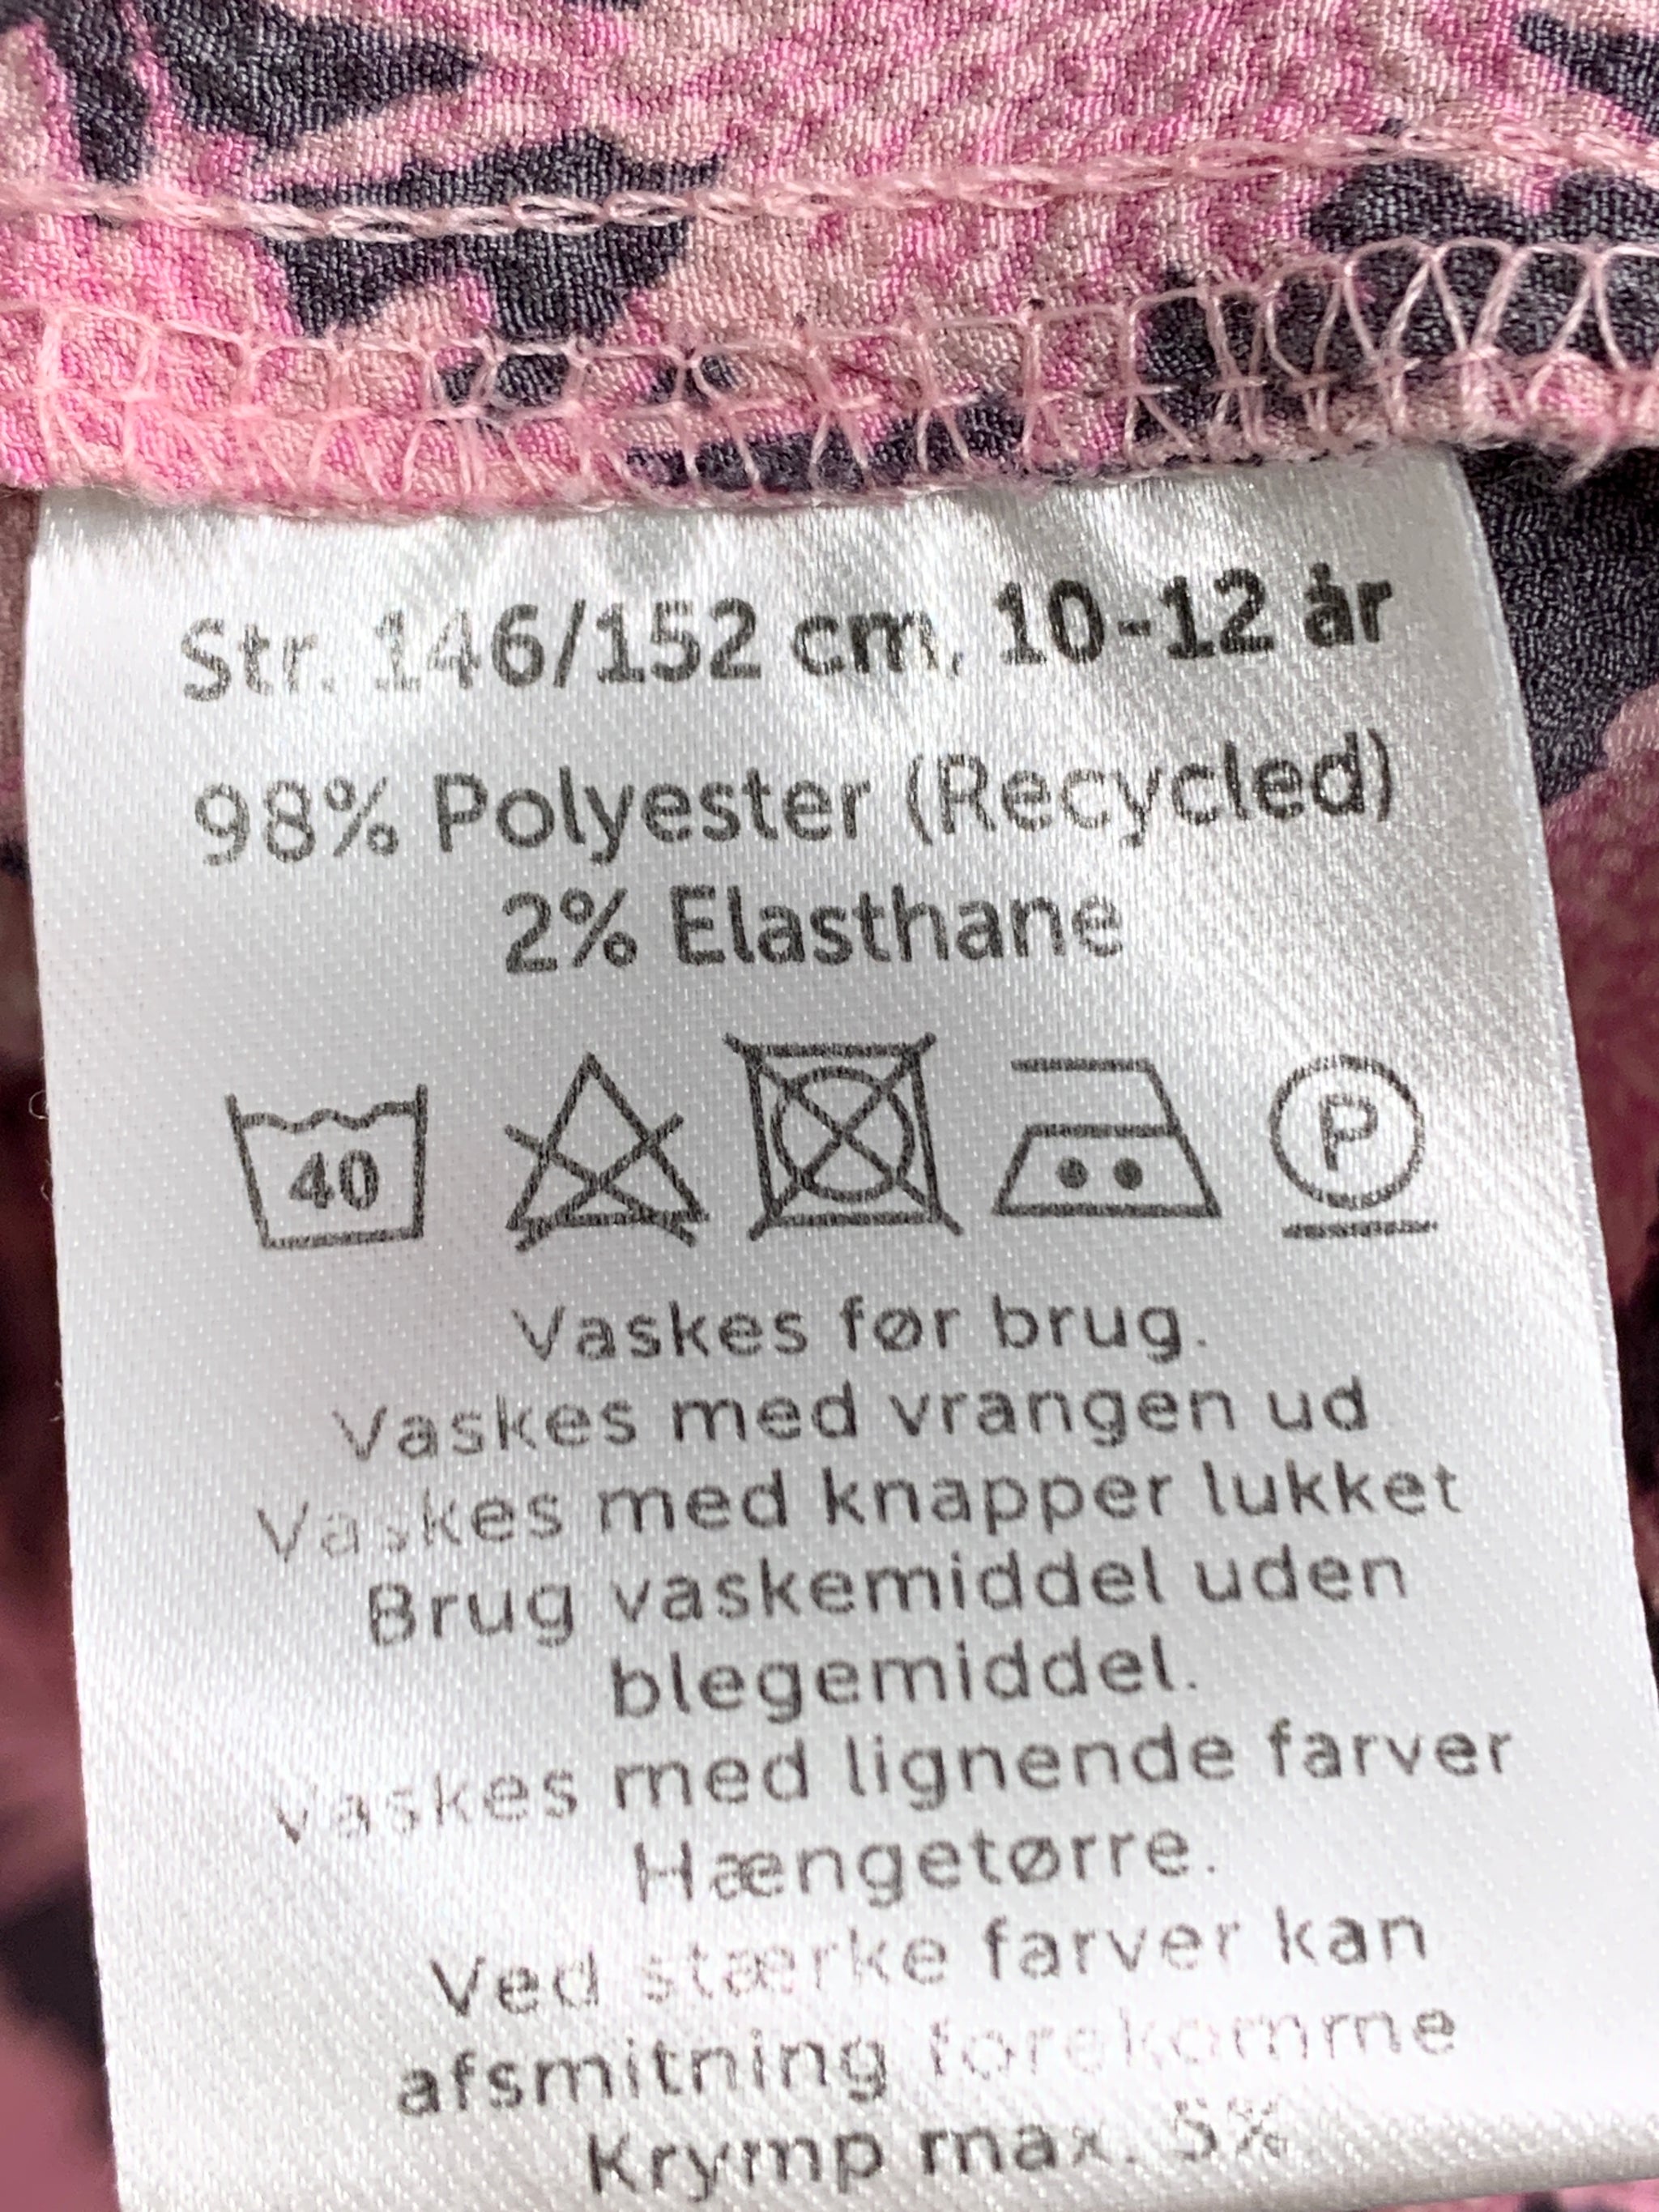 Str. 146/152 cm, 10-12 år
98% Polyester (Recycled)
2% Elasthane
40
P
Vaskes før brug.
Vaskes med vrangen ud
Vaskes med knapper lukket
Brug vaskemiddel uden
blegemiddel.
Vaskes med lignende farver
Hængetørre.
Ved stærke farver kan
afsmitning forekomme
Krymp max. 5%